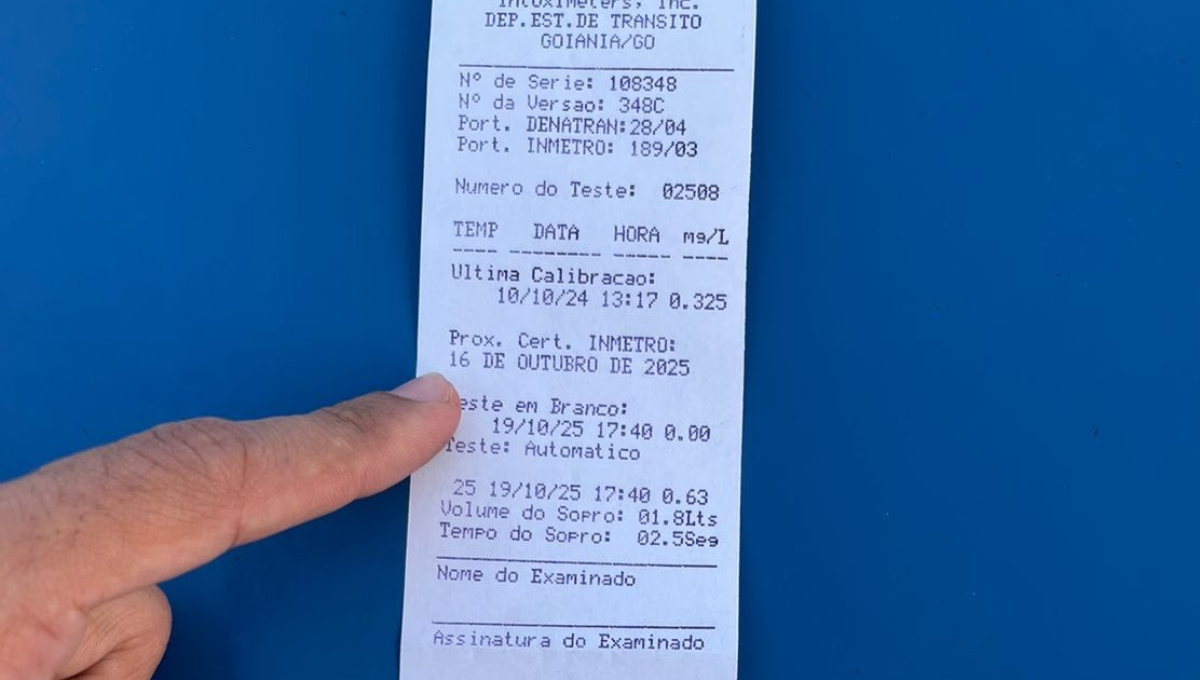 Intoximeters, Inc.
DEP.EST.DE TRANSITO
GOIANIA/GO
Nº de Serie: 108348
Nº da Versao: 348C
Port. DENATRAN:28/04
Port. INMETRO: 189/03
Numero do Teste: 02508
TEMP DATA HORA mg/L
Ultima Calibracao:
10/10/24 13:17 0.325
Prox. Cert. INMETRO:
16 DE OUTUBRO DE 2025
este em Branco:
19/10/25 17:40 0.00
Teste: Automatico
25 19/10/25 17:40 0.63
Volume do Sopro: 01.8Lts
Tempo do Sopro: 02.5Seg
Nome do Examinado
Assinatura do Examinado